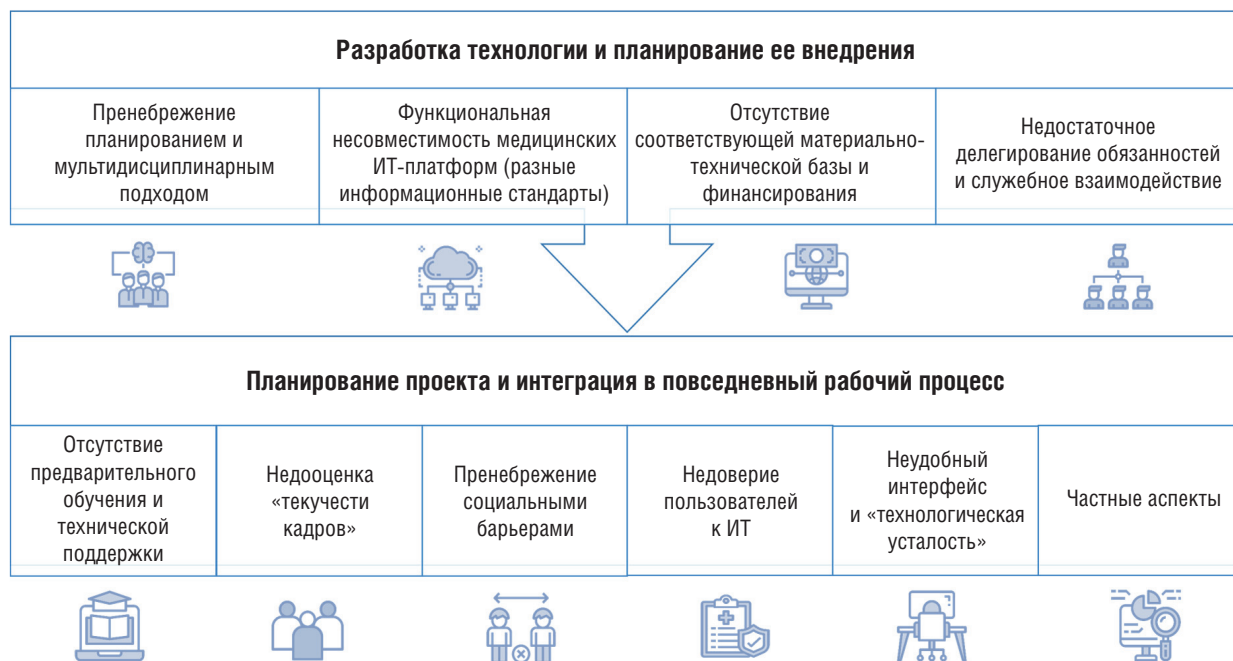 Разработка технологии и планирование ее внедрения
Пренебрежение
планированием и
мультидисциплинарным
подходом
Функциональная
несовместимость медицинских
ИТ-платформ (разные
информационные стандарты)
Отсутствие
соответствующей материально-
технической базы и
финансирования
Недостаточное
делегирование обязанностей
и служебное взаимодействие
Планирование проекта и интеграция в повседневный рабочий процесс
Отсутствие
предварительного
обучения и
технической
поддержки
Недооценка
«текучести
кадров»
Пренебрежение
социальными
барьерами
Недоверие
пользователей
к ИТ
Неудобный
интерфейс
и «технологическая
усталость»
Частные аспекты